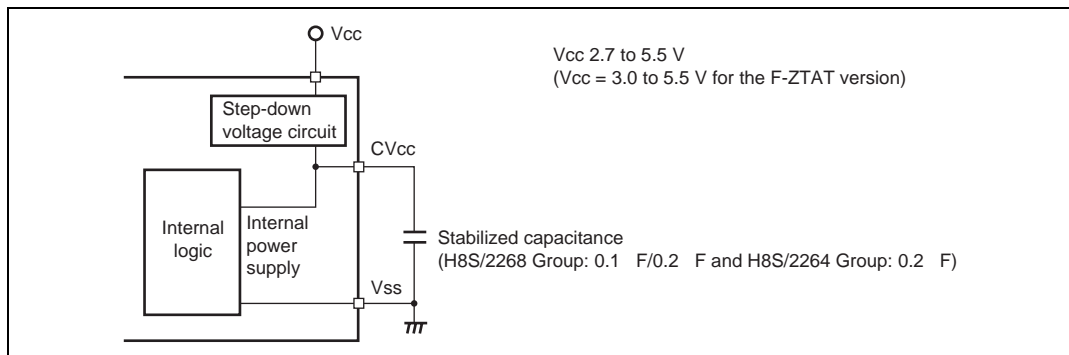 Vcc
Vcc 2.7 to 5.5 V
(Vcc = 3.0 to 5.5 V for the F-ZTAT version)
Step-down
voltage circuit
CVcc
Internal
logic
Internal
power
supply
Stabilized capacitance
(H8S/2268 Group: 0.1 F/0.2 F and H8S/2264 Group: 0.2 F)
Vss